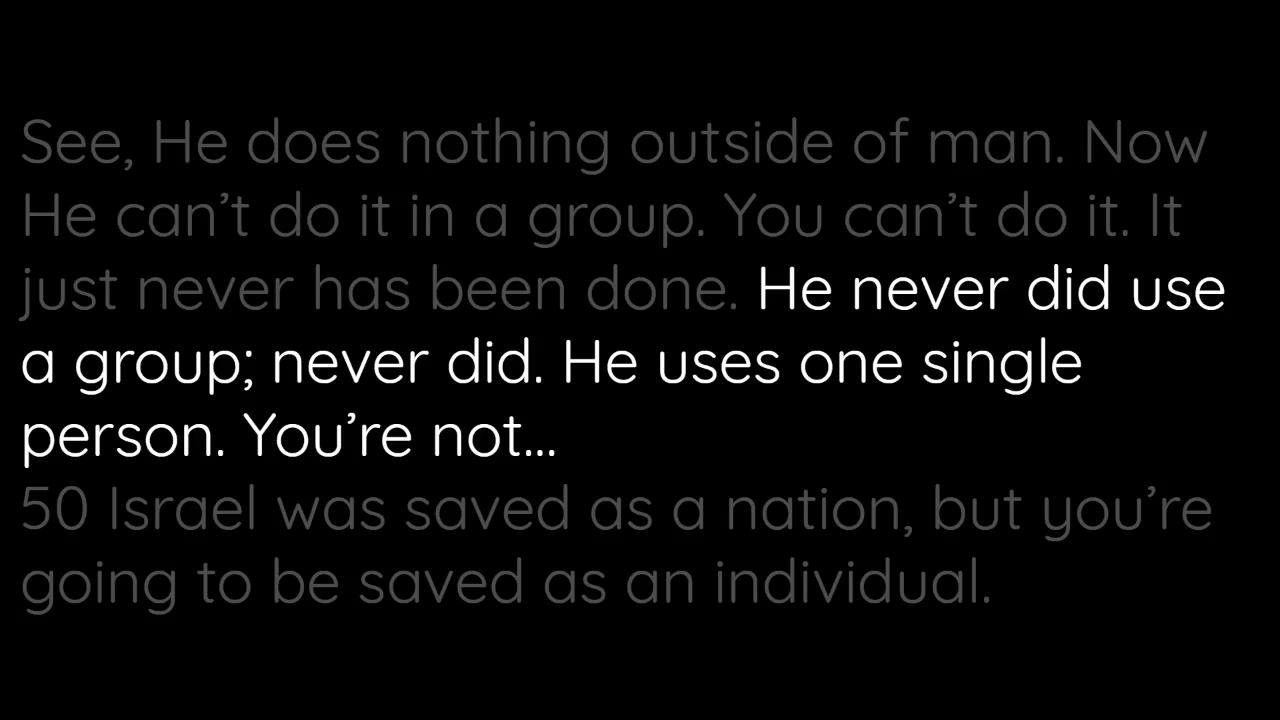 See, He does nothing outside of man. Now
He can’t do it in a group. You can’t do it. It
just never has been done. He never did use
a group; never did. He uses one single
person. You’re not...
50 Israel was saved as a nation, but you’re
going to be saved as an individual.